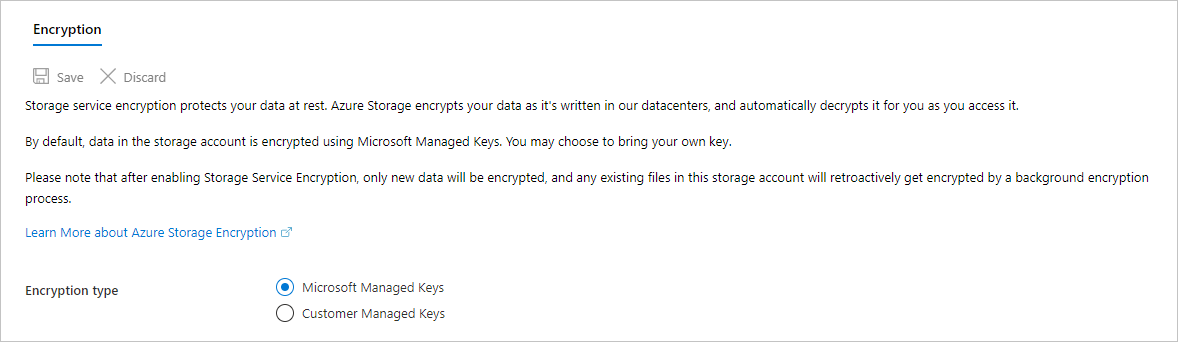 Encryption
Save Discard
Storage service encryption protects your data at rest. Azure Storage encrypts your data as it's written in our datacenters, and automatically decrypts it for you as you access it.
By default, data in the storage account is encrypted using Microsoft Managed Keys. You may choose to bring your own key.
Please note that after enabling Storage Service Encryption, only new data will be encrypted, and any existing files in this storage account will retroactively get encrypted by a background encryption
process.
Learn More about Azure Storage Encryption
Encryption type
Microsoft Managed Keys
Customer Managed Keys